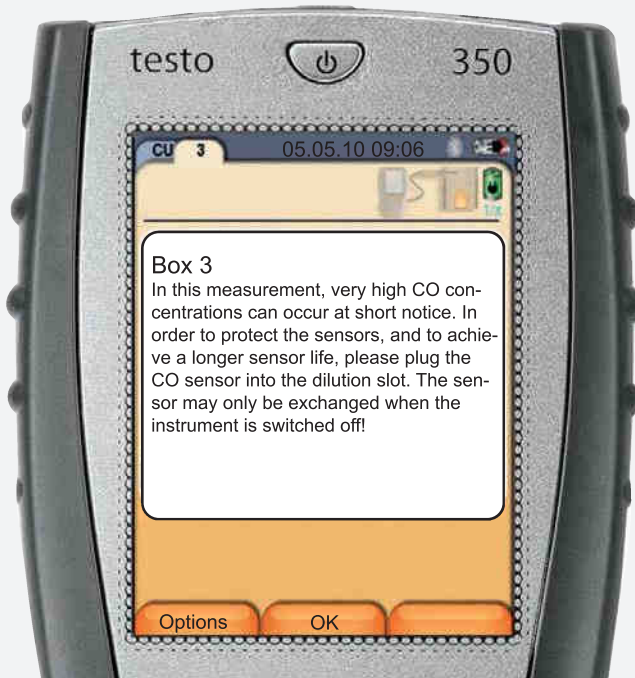 testo 350
CU 3 05.05.10 09:06
1/x
Box 3
In this measurement, very high CO con-
centrations can occur at short notice. In
order to protect the sensors, and to achie-
ve a longer sensor life, please plug the
CO sensor into the dilution slot. The sen-
sor may only be exchanged when the
instrument is switched off!
Options OK